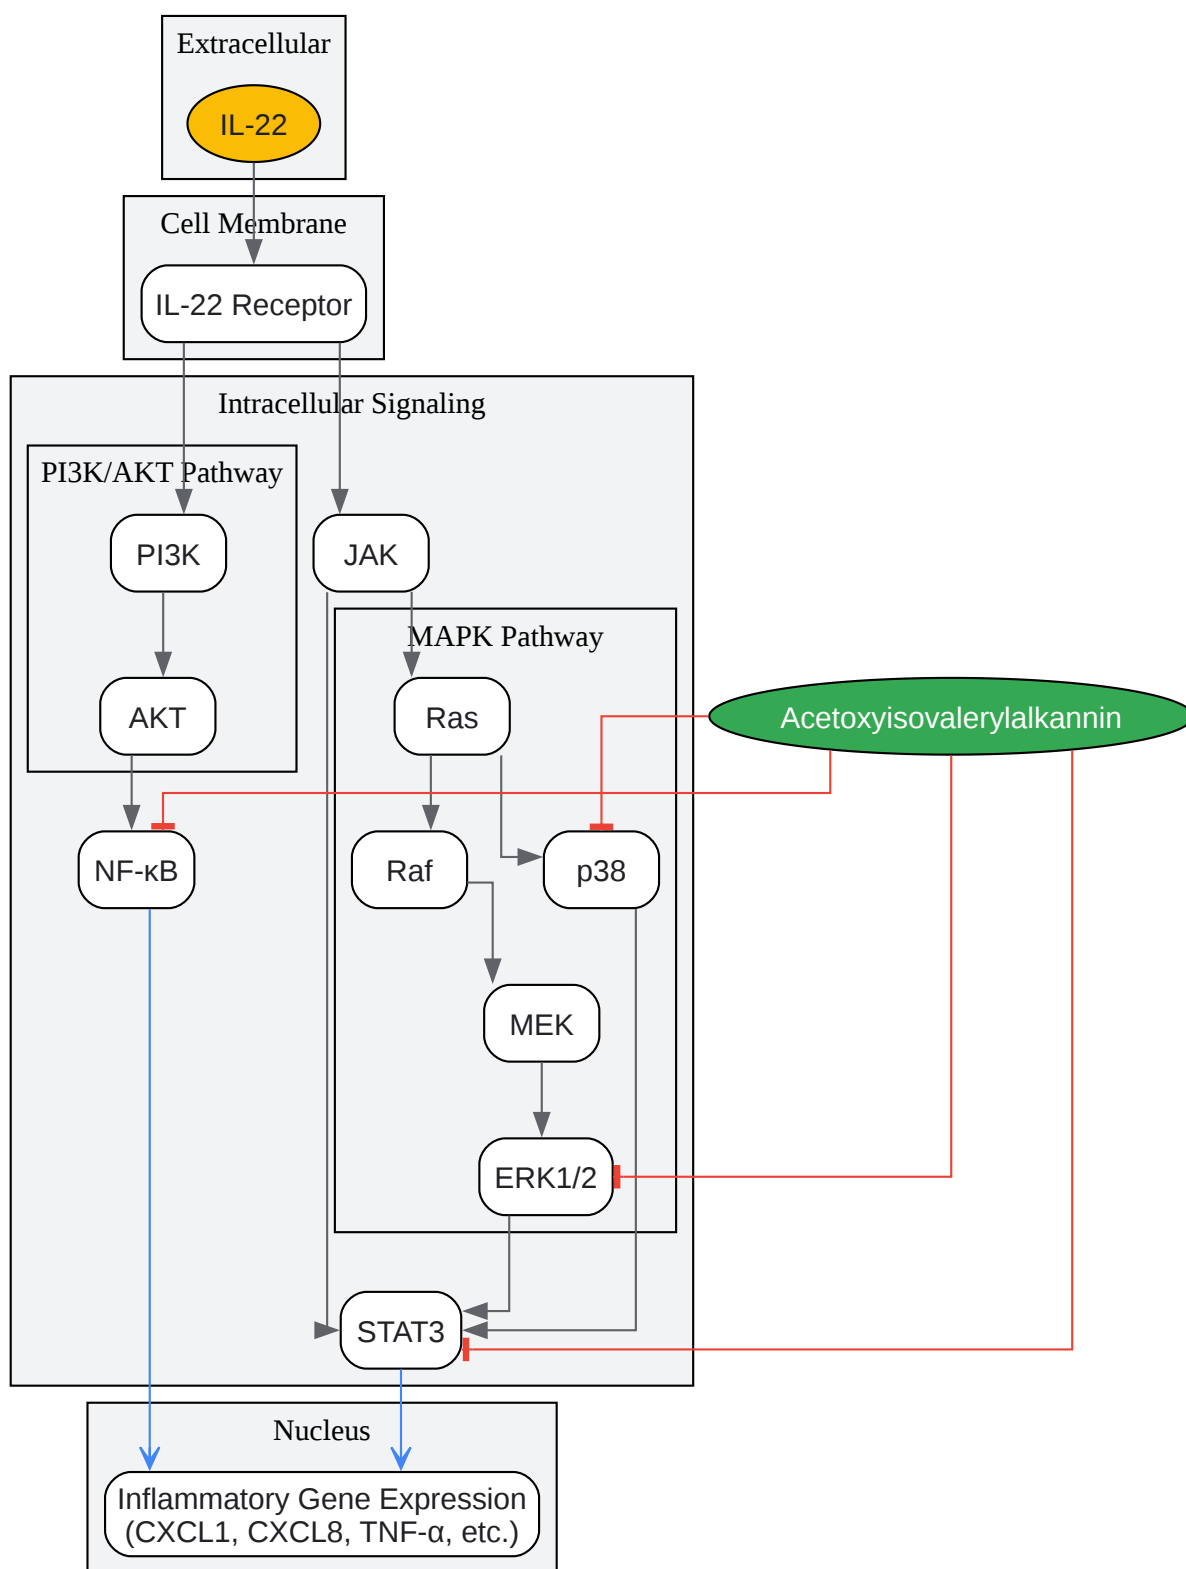 Extracellular
IL-22
Cell Membrane
IL-22 Receptor
Intracellular Signaling
PI3K/AKT Pathway
PI3K
JAK
MAPK Pathway
AKT
Ras
Acetoxyisovalerylalkannin
NF-κB
Raf
p38
MEK
ERK1/2
STAT3
Nucleus
Inflammatory Gene Expression
(CXCL1, CXCL8, TNF-α, etc.)